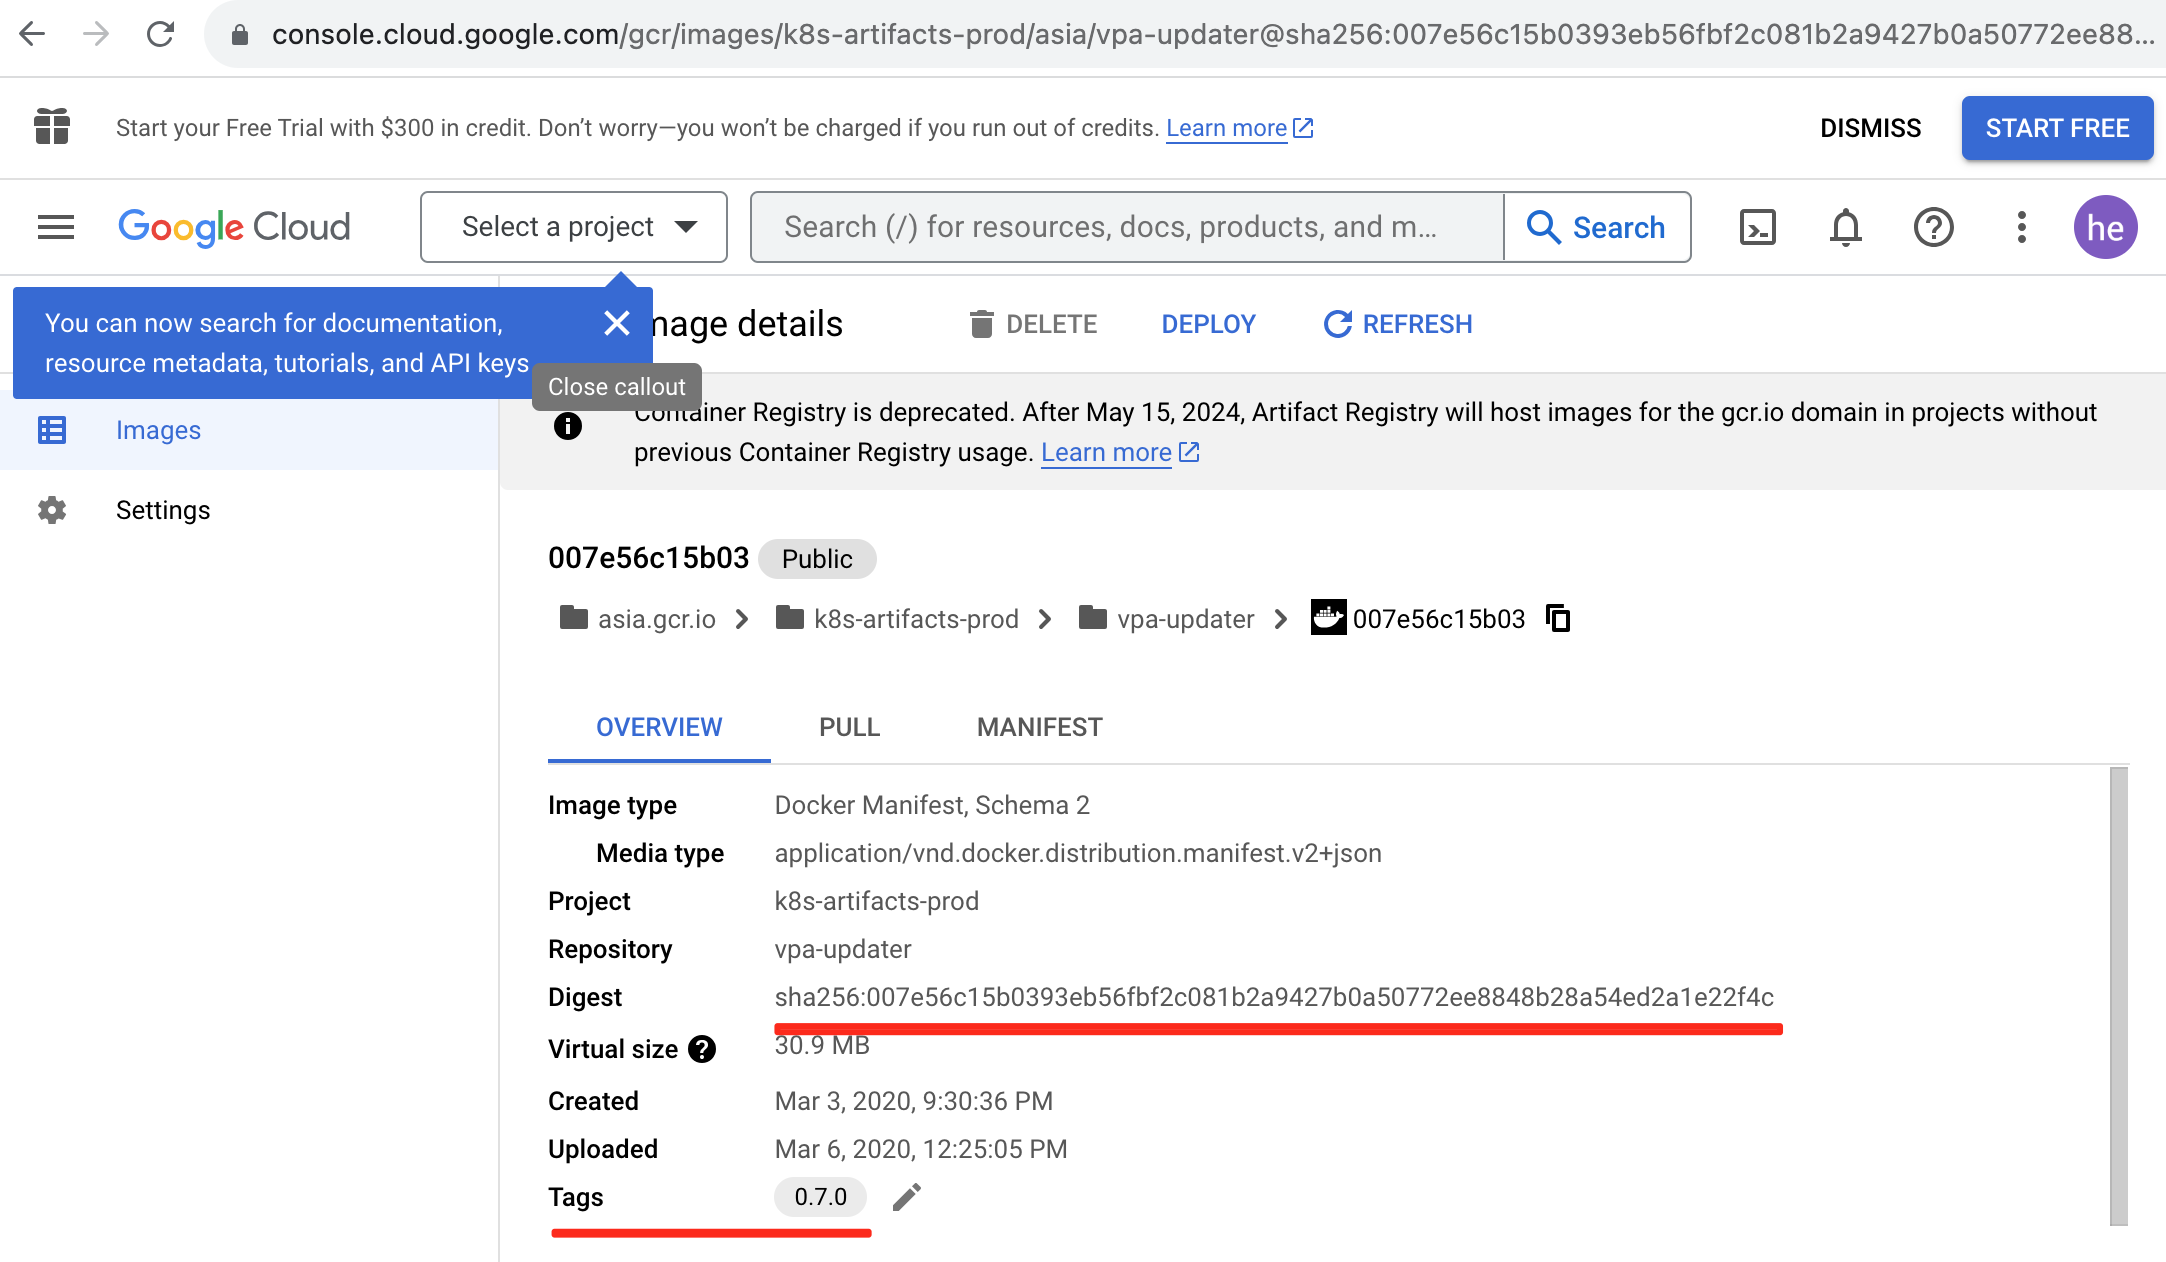 console.cloud.google.com/gcr/images/k8s-artifacts-prod/asia/vpa-updater@sha256:007e56c15b0393eb56fbf2c081b2a9427b0a50772ee88...
Start your Free Trial with $300 in credit. Don't worry—you won't be charged if you run out of credits. Learn more
DISMISS
START FREE
Google Cloud
Select a project
Search (/) for resources, docs, products, and m...
Search
he
You can now search for documentation,
resource metadata, tutorials, and API keys
Close callout
mage details
DELETE
DEPLOY
REFRESH
Images
Settings
Container Registry is deprecated. After May 15, 2024, Artifact Registry will host images for the gcr.io domain in projects without
previous Container Registry usage. Learn more
007e56c15b03 Public
asia.gcr.io
k8s-artifacts-prod
vpa-updater
007e56c15b03
OVERVIEW
PULL
MANIFEST
Image type Docker Manifest, Schema 2
Media type application/vnd.docker.distribution.manifest.v2+json
Project k8s-artifacts-prod
Repository vpa-updater
Digest sha256:007e56c15b0393eb56fbf2c081b2a9427b0a50772ee8848b28a54ed2a1e22f4c
Virtual size 30.9 MB
Created Mar 3, 2020, 9:30:36 PM
Uploaded Mar 6, 2020, 12:25:05 PM
Tags 0.7.0